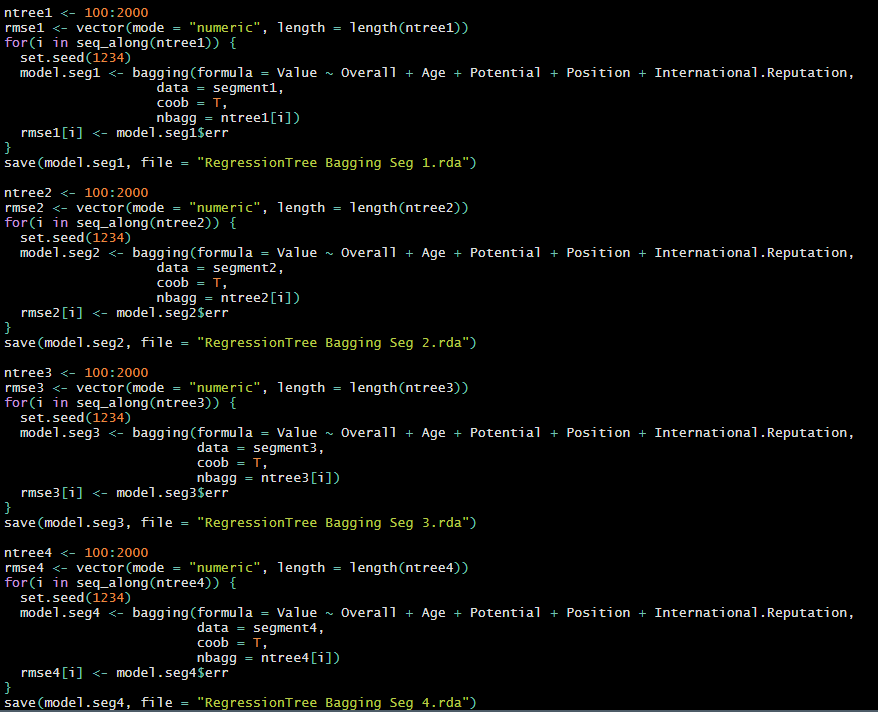 ntree1 <- 100:2000
rmse1 <- vector(mode = "numeric", length = length(ntree1))
for(i in seq_along(ntree1)) {
  set.seed(1234)
  model.seg1 <- bagging(formula = Value ~ Overall + Age + Potential + Position + International.Reputation,
                   data = segment1,
                   coob = T,
                   nbagg = ntree1[i])
  rmse1[i] <- model.seg1$err
}
save(model.seg1, file = "RegressionTree Bagging Seg 1.rda")

ntree2 <- 100:2000
rmse2 <- vector(mode = "numeric", length = length(ntree2))
for(i in seq_along(ntree2)) {
  set.seed(1234)
  model.seg2 <- bagging(formula = Value ~ Overall + Age + Potential + Position + International.Reputation,
                   data = segment2,
                   coob = T,
                   nbagg = ntree2[i])
  rmse2[i] <- model.seg2$err
}
save(model.seg2, file = "RegressionTree Bagging Seg 2.rda")

ntree3 <- 100:2000
rmse3 <- vector(mode = "numeric", length = length(ntree3))
for(i in seq_along(ntree3)) {
  set.seed(1234)
  model.seg3 <- bagging(formula = Value ~ Overall + Age + Potential + Position + International.Reputation,
                        data = segment3,
                        coob = T,
                        nbagg = ntree3[i])
  rmse3[i] <- model.seg3$err
}
save(model.seg3, file = "RegressionTree Bagging Seg 3.rda")

ntree4 <- 100:2000
rmse4 <- vector(mode = "numeric", length = length(ntree4))
for(i in seq_along(ntree4)) {
  set.seed(1234)
  model.seg4 <- bagging(formula = Value ~ Overall + Age + Potential + Position + International.Reputation,
                        data = segment4,
                        coob = T,
                        nbagg = ntree4[i])
  rmse4[i] <- model.seg4$err
}
save(model.seg4, file = "RegressionTree Bagging Seg 4.rda")